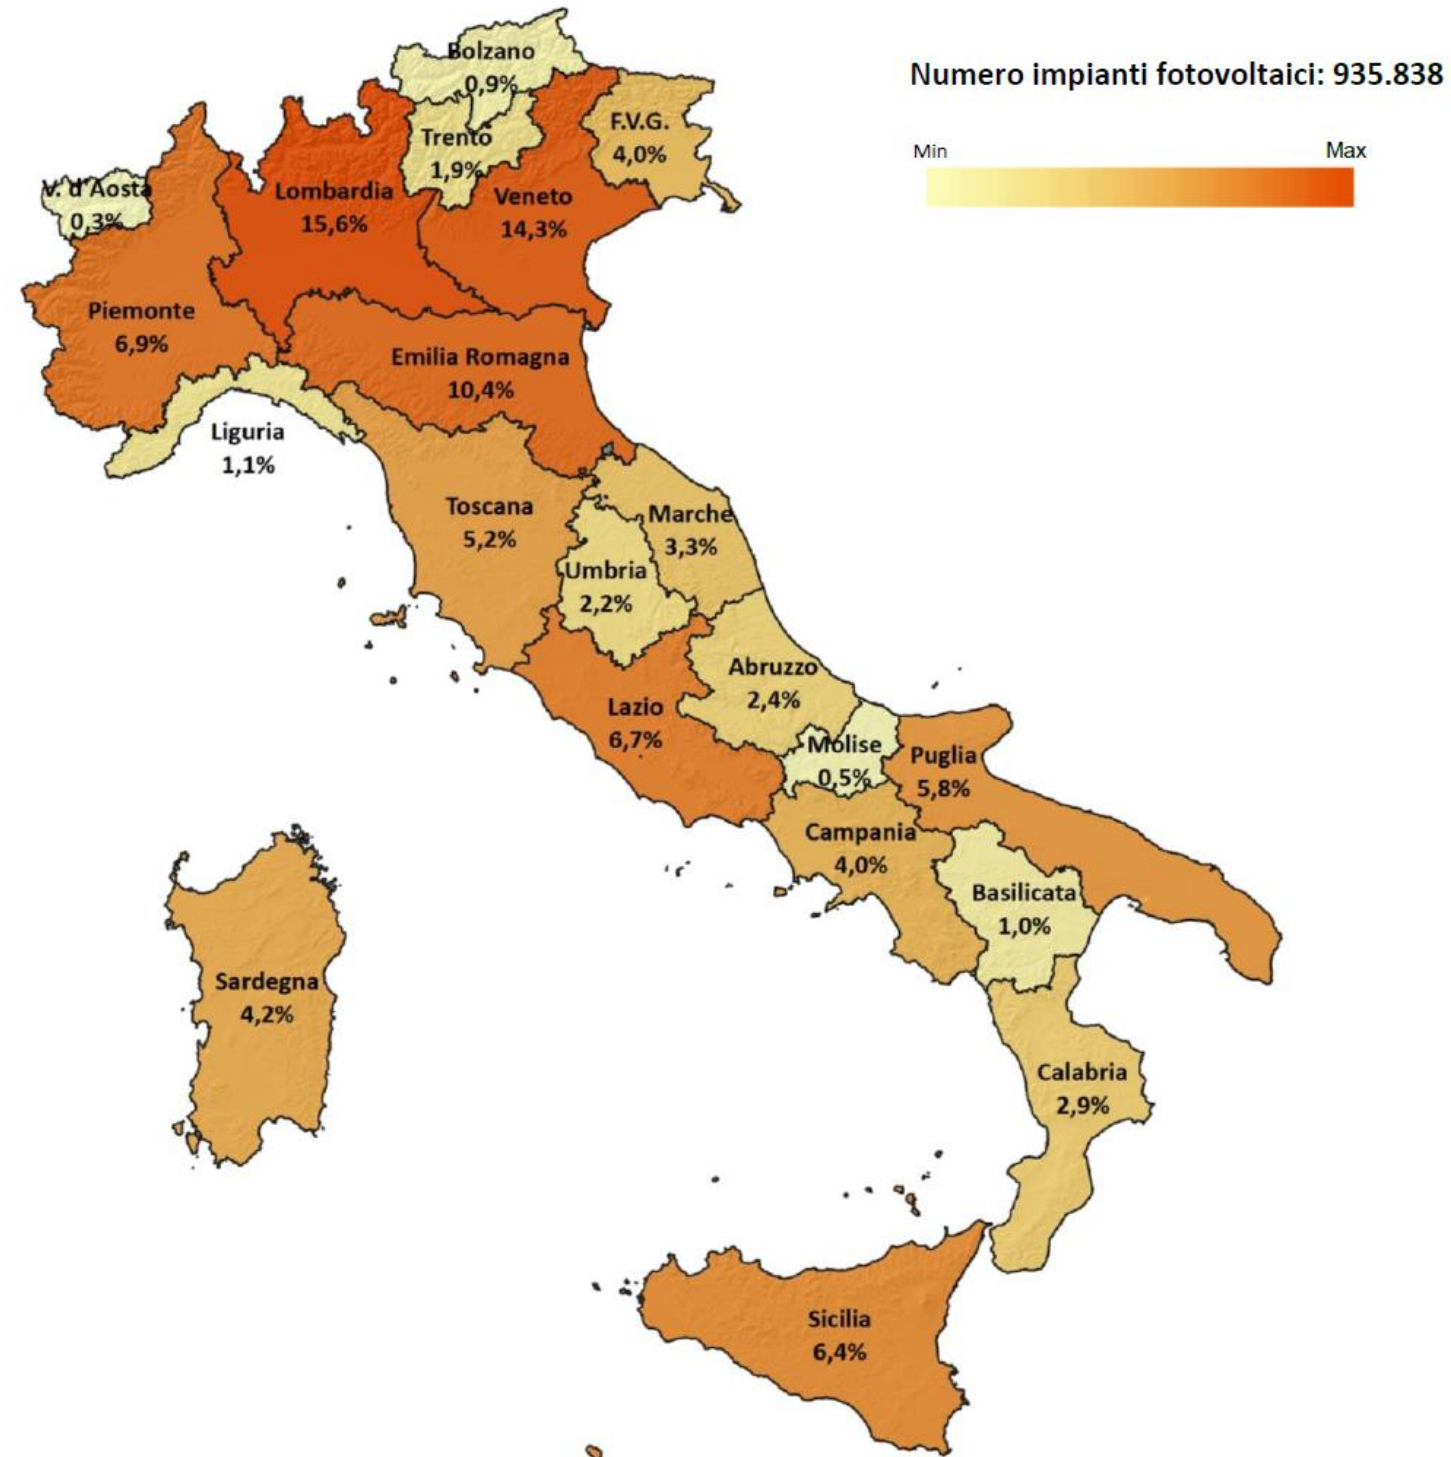 Numero impianti fotovoltaici: 935.838
Min
Max
Bolzano
0,9%
Trento
1,9%
F.V.G.
4,0%
V. d'Aosta
0,3%
Lombardia
15,6%
Veneto
14,3%
Piemonte
6,9%
Emilia Romagna
10,4%
Liguria
1,1%
Toscana
5,2%
Marche
3,3%
Umbria
2,2%
Abruzzo
2,4%
Lazio
6,7%
Molise
0,5%
Puglia
5,8%
Campania
4,0%
Basilicata
1,0%
Sardegna
4,2%
Calabria
2,9%
Sicilia
6,4%